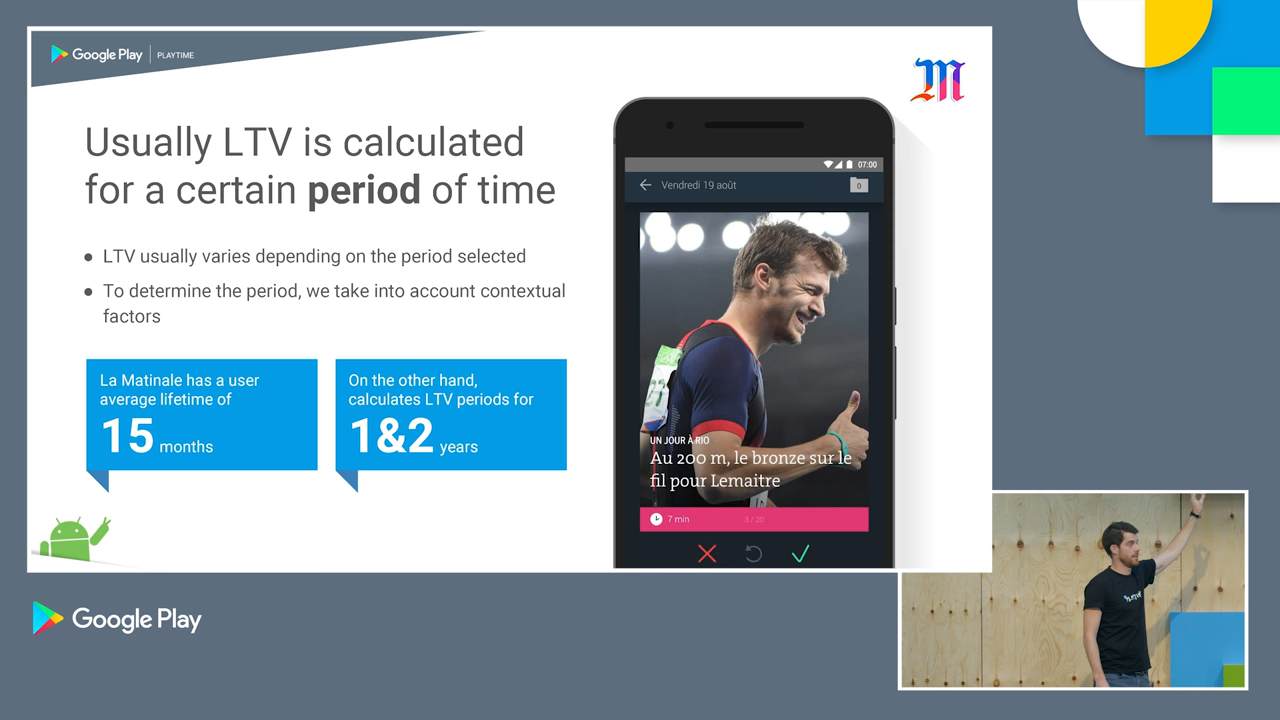 Google Play | PLAYTIME
M
Usually LTV is calculated
for a certain period of time
● LTV usually varies depending on the period selected
● To determine the period, we take into account contextual
factors
La Matinale has a user
average lifetime of
15 months
On the other hand,
calculates LTV periods for
1&2 years
07:00
Vendredi 19 août
0
UN JOUR À RIO
Au 200 m, le bronze sur le
fil pour Lemaitre
7 min
3 / 20
Google Play